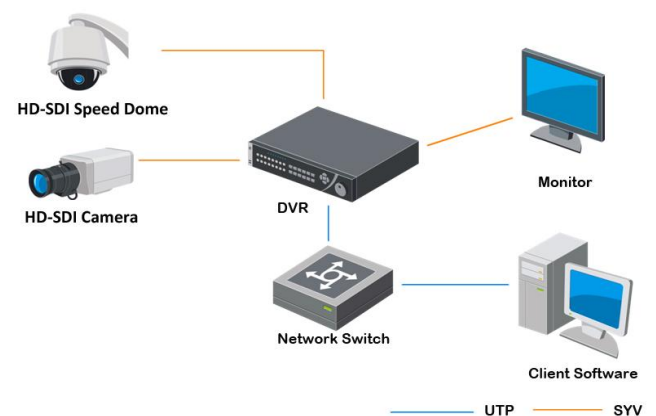 HD-SDI Speed Dome
HD-SDI Camera
DVR
Monitor
Network Switch
Client Software
UTP
SYV